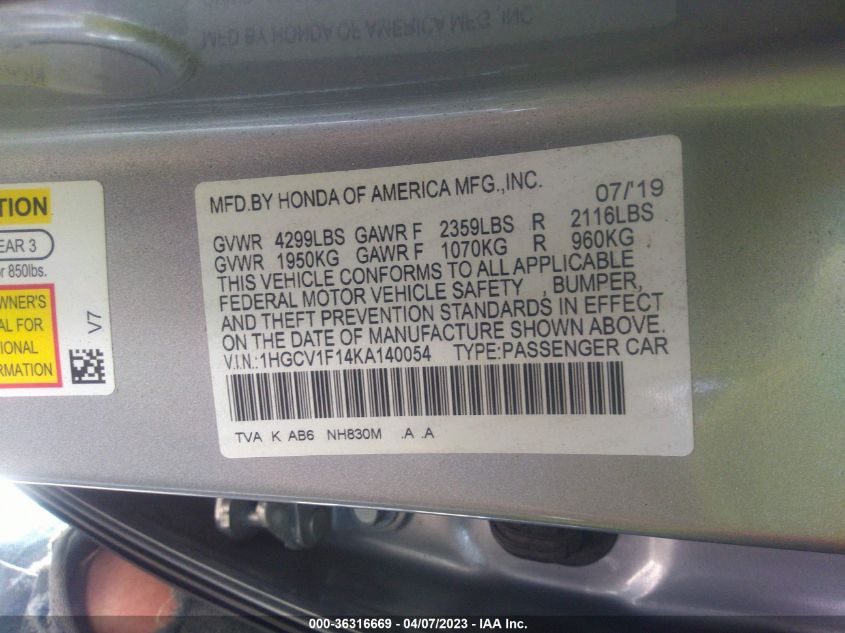 MFD.BY HONDA OF AMERICA MFG.,INC.
MFD.BY HONDA OF AMERICA MFG.,INC. 07/'19
GVWR 4299LBS GAWR F 2359LBS R 2116LBS
GVWR 1950KG GAWR F 1070KG R 960KG
THIS VEHICLE CONFORMS TO ALL APPLICABLE
FEDERAL MOTOR VEHICLE SAFETY , BUMPER,
AND THEFT PREVENTION STANDARDS IN EFFECT
ON THE DATE OF MANUFACTURE SHOWN ABOVE.
V.I.N.:1HGCV1F14KA140054 TYPE:PASSENGER CAR
TVA K AB6 NH830M .A .A
TION
EAR 3
r 850lbs.
WNER'S
AL FOR
IONAL
RMATION
V7
000-36316669 - 04/07/2023 - IAA Inc.